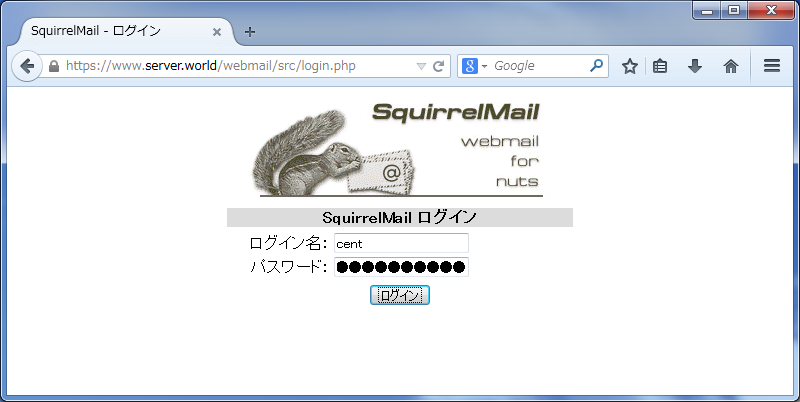 SquirrelMail - ログイン
https://www.server.world/webmail/src/login.php
Google
SquirrelMail
webmail
for
nuts
@
SquirrelMail ログイン
ログイン名: cent
パスワード: ●●●●●●●●●●
ログイン